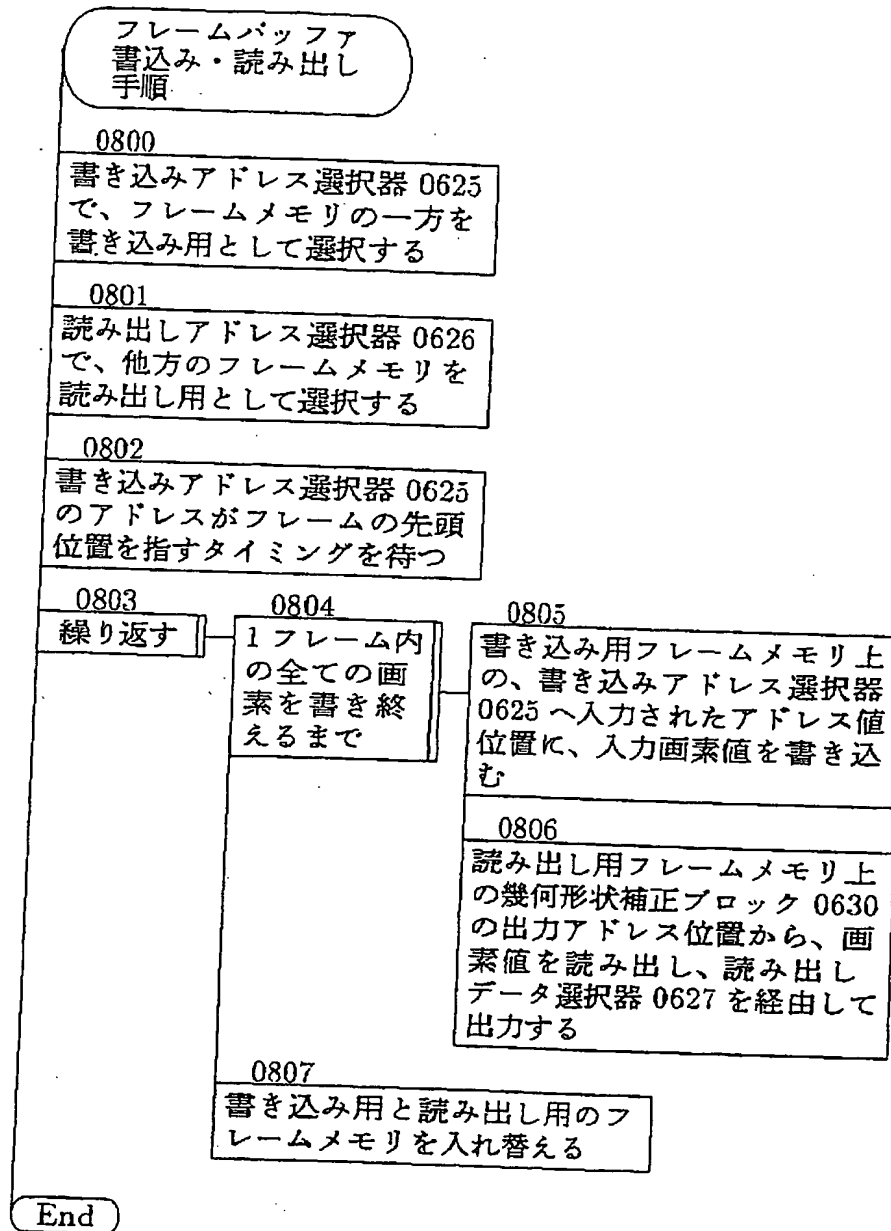 フレームバッファ
書込み・読み出し
手順
0800
書き込みアドレス選択器 0625
で、フレームメモリの一方を
書き込み用として選択する
0801
読み出しアドレス選択器 0626
で、他方のフレームメモリを
読み出し用として選択する
0802
書き込みアドレス選択器 0625
のアドレスがフレームの先頭
位置を指すタイミングを待つ
0803
繰り返す
0804
1フレーム内
の全ての画
素を書き終
えるまで
0805
書き込み用フレームメモリ上
の、書き込みアドレス選択器
0625 へ入力されたアドレス値
位置に、入力画素値を書き込
む
0806
読み出し用フレームメモリ上
の幾何形状補正ブロック 0630
の出力アドレス位置から、画
素値を読み出し、読み出し
データ選択器 0627 を経由して
出力する
0807
書き込み用と読み出し用のフ
レームメモリを入れ替える
End